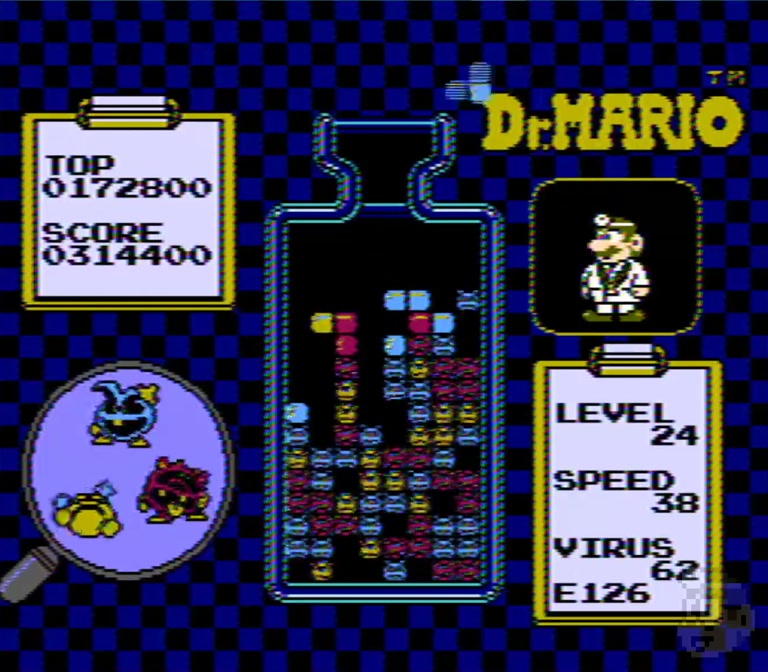 TM
Dr.MARIO
TOP
0172800
SCORE
0314400
LEVEL
24
SPEED
38
VIRUS
62
E126